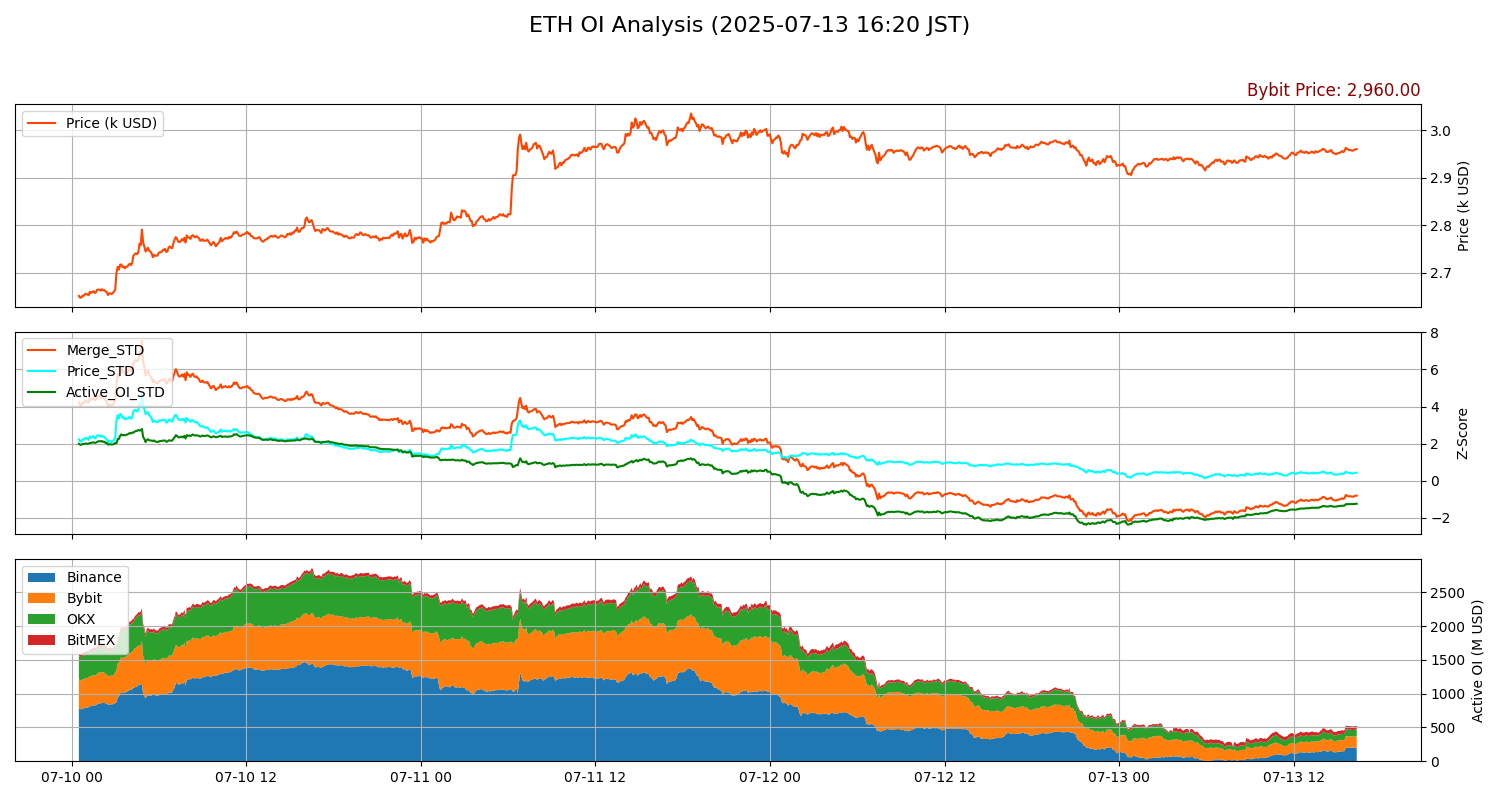 ETH OI Analysis (2025-07-13 16:20 JST)
Bybit Price: 2,960.00
Price (k USD)
3.0
2.9
2.8
2.7
Price (k USD)
Merge_STD
Price_STD
Active_OI_STD
8
6
4
2
0
−2
Z-Score
Binance
Bybit
OKX
BitMEX
2500
2000
1500
1000
500
0
Active OI (M USD)
07-10 00
07-10 12
07-11 00
07-11 12
07-12 00
07-12 12
07-13 00
07-13 12